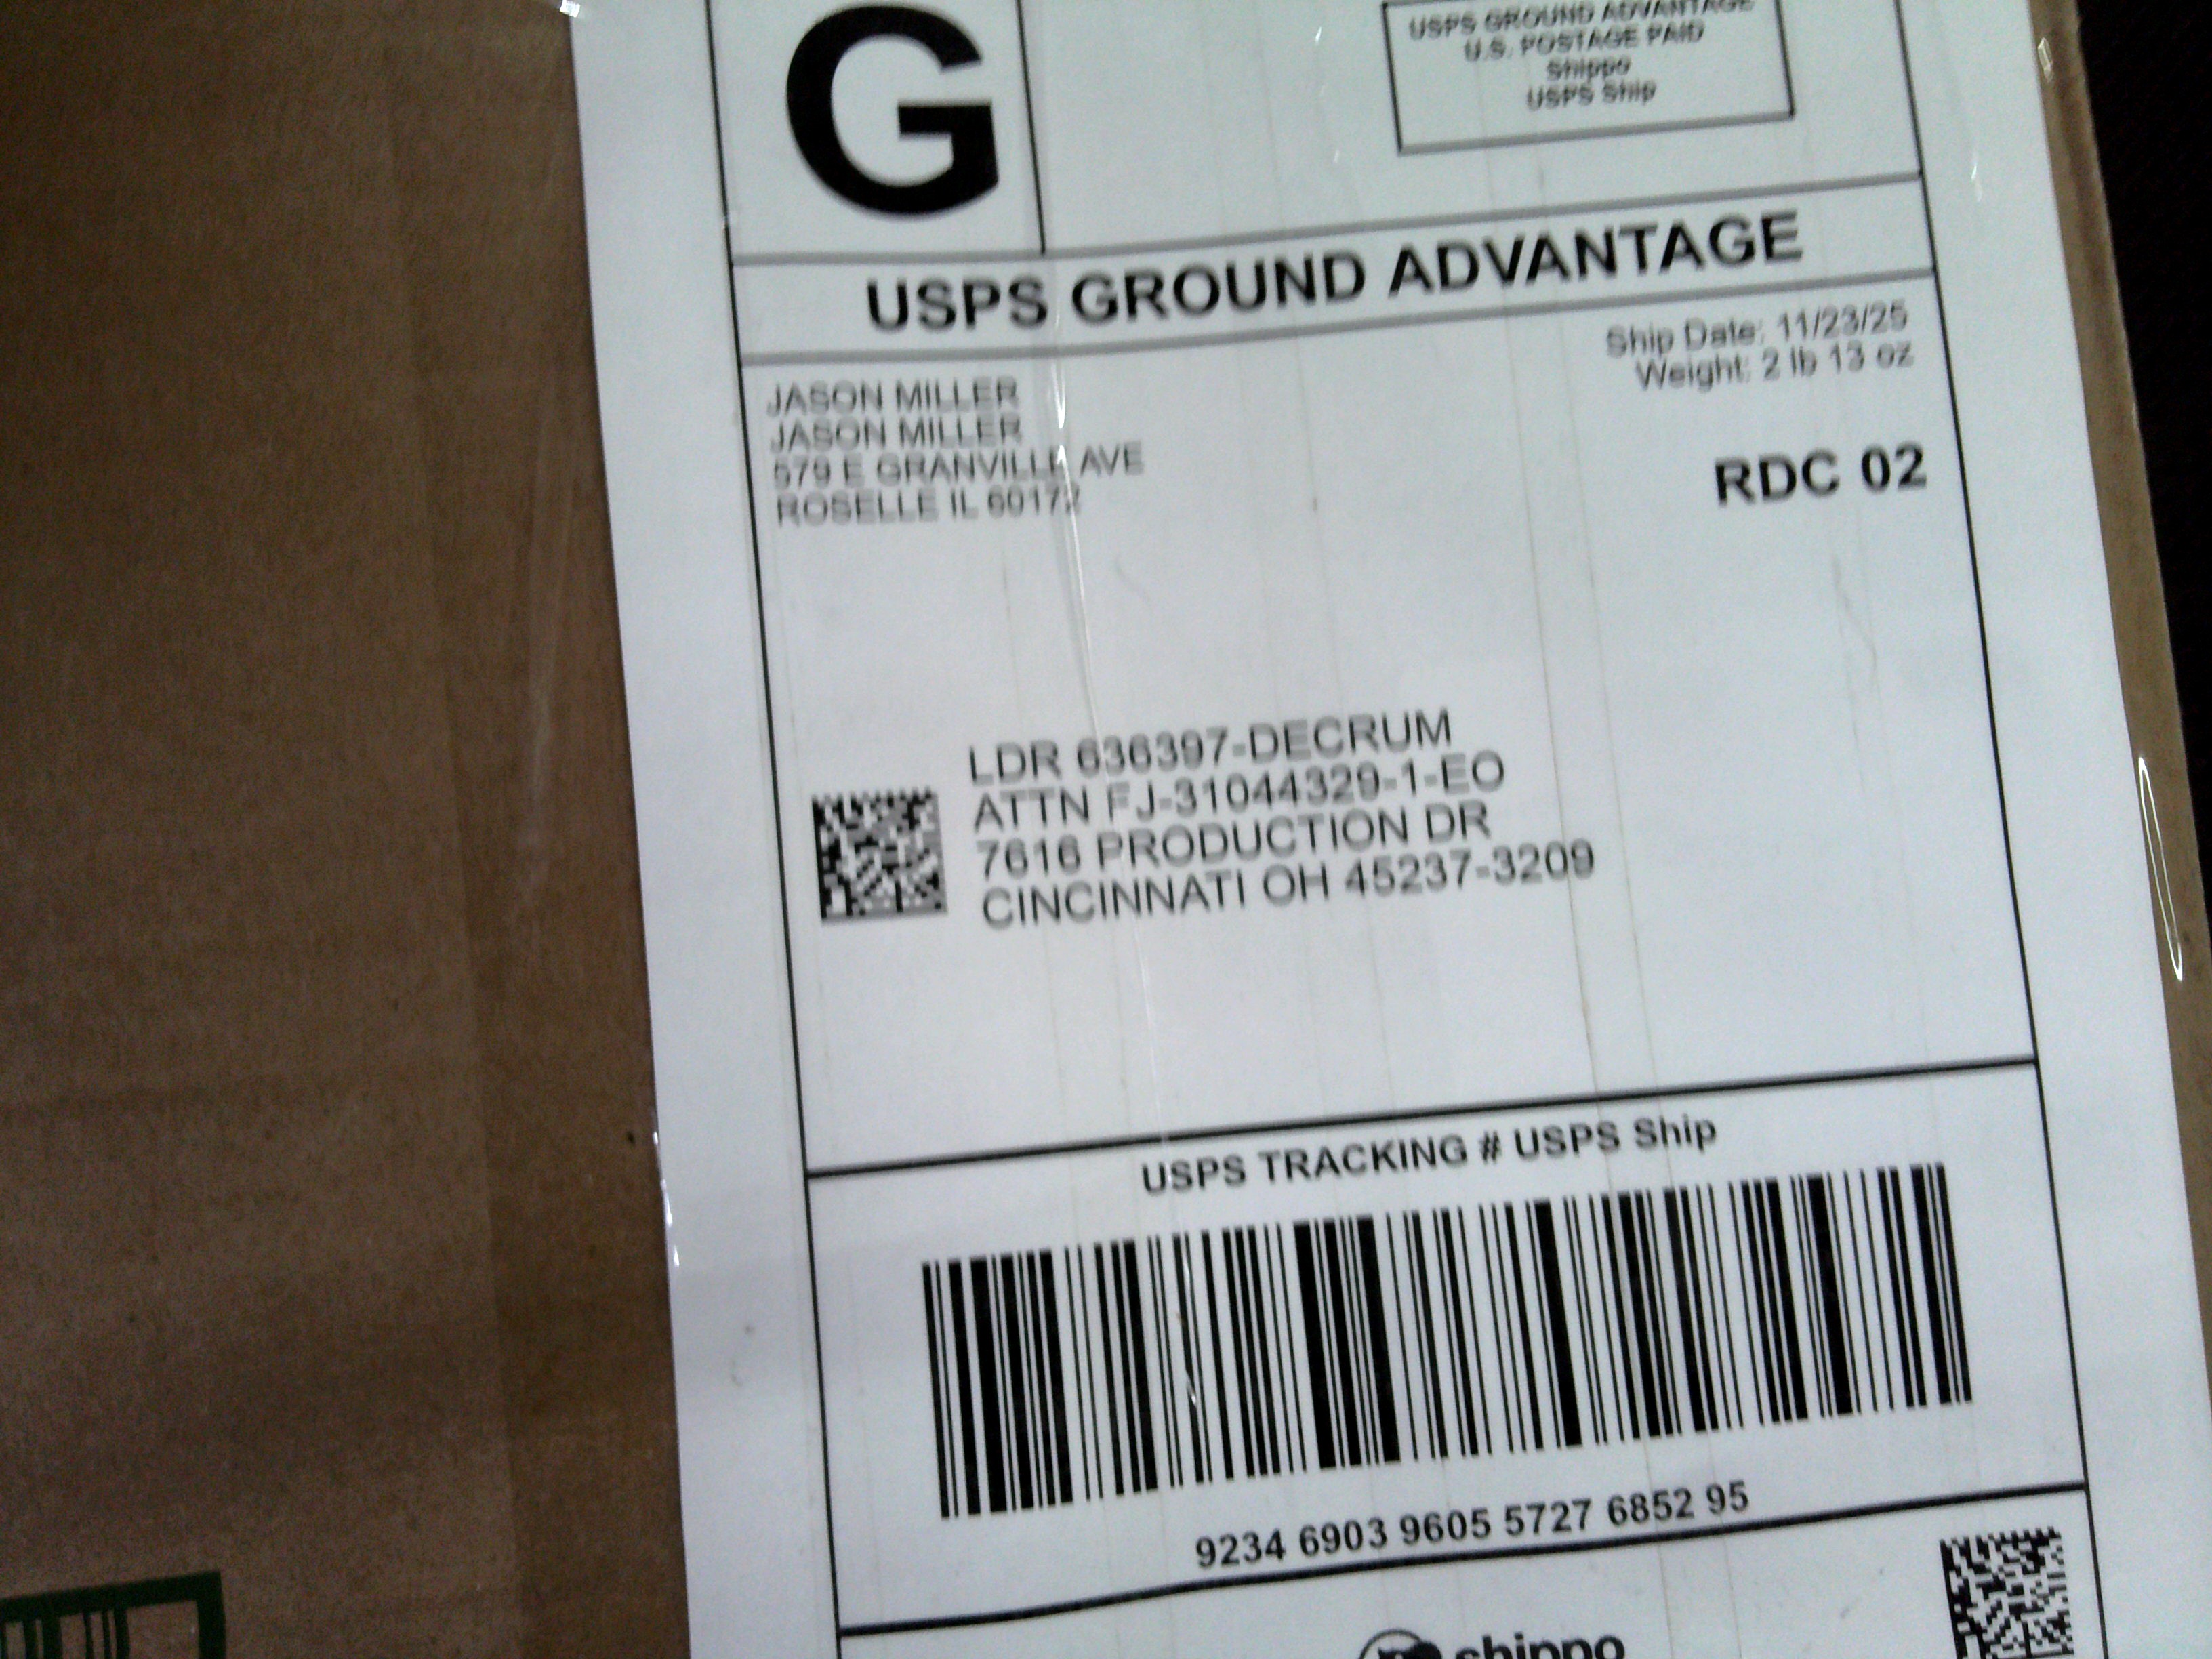 G
USPS GROUND ADVANTAGE
U.S. POSTAGE PAID
Shippo
USPS Ship
USPS GROUND ADVANTAGE
Ship Date: 11/23/25
Weight: 2 lb 13 oz
JASON MILLER
JASON MILLER
579 E GRANVILLE AVE
ROSELLE IL 60172
RDC 02
LDR 636397-DECRUM
ATTN FJ-31044329-1-EO
7616 PRODUCTION DR
CINCINNATI OH 45237-3209
USPS TRACKING # USPS Ship
9234 6903 9605 5727 6852 95
shippo